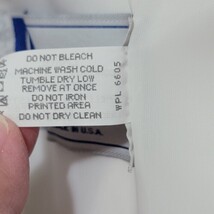 DO NOT BLEACH
MACHINE WASH COLD
TUMBLE DRY LOW
REMOVE AT ONCE
DO NOT IRON
PRINTED AREA
DO NOT DRY CLEAN
WPL 6605
U.S.A.